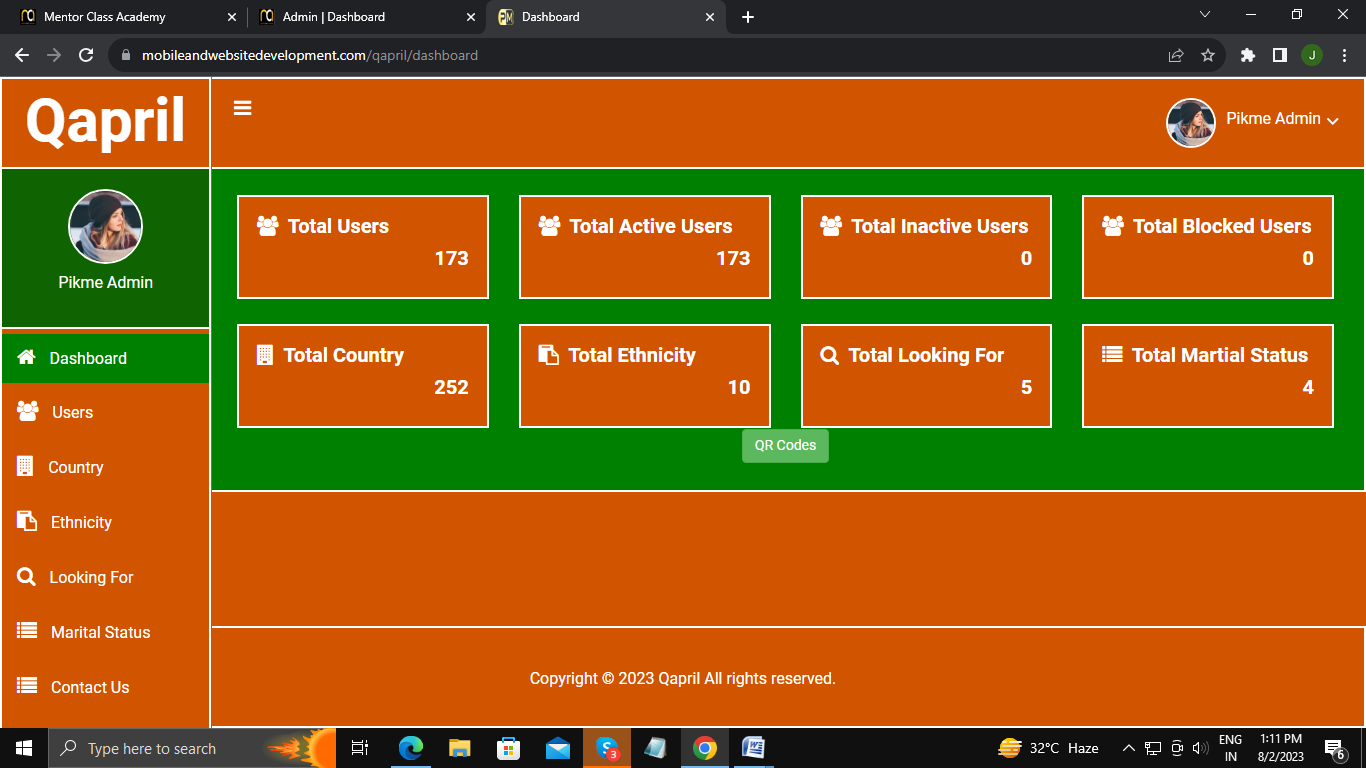 Mentor Class Academy
Admin | Dashboard
Dashboard
mobileandwebsitedevelopment.com/qapril/dashboard
J
Qapril
Pikme Admin
Pikme Admin
Dashboard
Users
Country
Ethnicity
Looking For
Marital Status
Contact Us
Total Users
173
Total Active Users
173
Total Inactive Users
0
Total Blocked Users
0
Total Country
252
Total Ethnicity
10
Total Looking For
5
Total Martial Status
4
QR Codes
Copyright © 2023 Qapril All rights reserved.
Type here to search
3
32°C Haze
ENG
IN
1:11 PM
8/2/2023
6